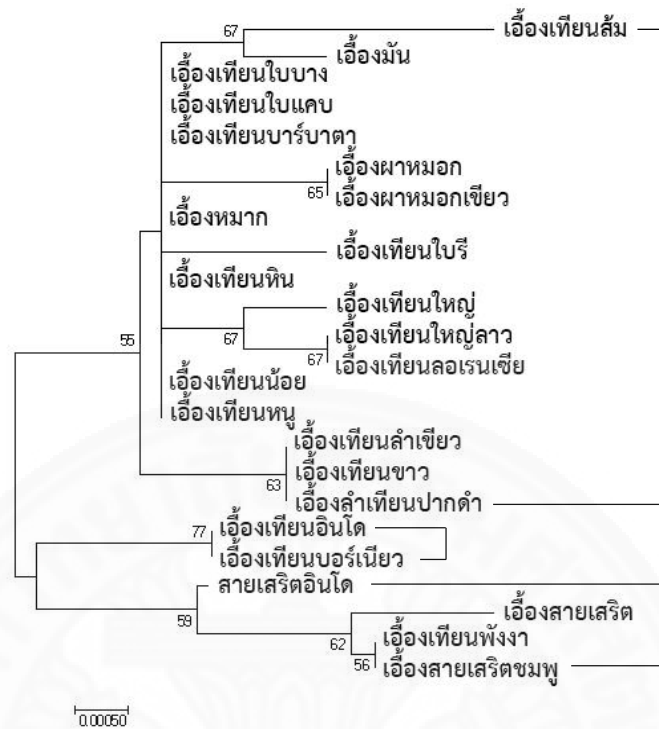 67
เอื้องเทียนส้ม
เอื้องมัน
เอื้องเทียนใบบาง
เอื้องเทียนใบแคบ
เอื้องเทียนบาร์บาตา
เอื้องผาหมอก
65
เอื้องผาหมอกเขียว
เอื้องหมาก
เอื้องเทียนใบรี
เอื้องเทียนหิน
เอื้องเทียนใหญ่
55
67
เอื้องเทียนใหญ่ลาว
67
เอื้องเทียนลอเรนเซีย
เอื้องเทียนน้อย
เอื้องเทียนหนู
เอื้องเทียนลำเขียว
เอื้องเทียนขาว
63
เอื้องลำเทียนปากดำ
77
เอื้องเทียนอินโด
เอื้องเทียนบอร์เนียว
สายเสริตอินโด
59
เอื้องสายเสริต
62
เอื้องเทียนพังงา
56
เอื้องสายเสริตชมพู
0.00050